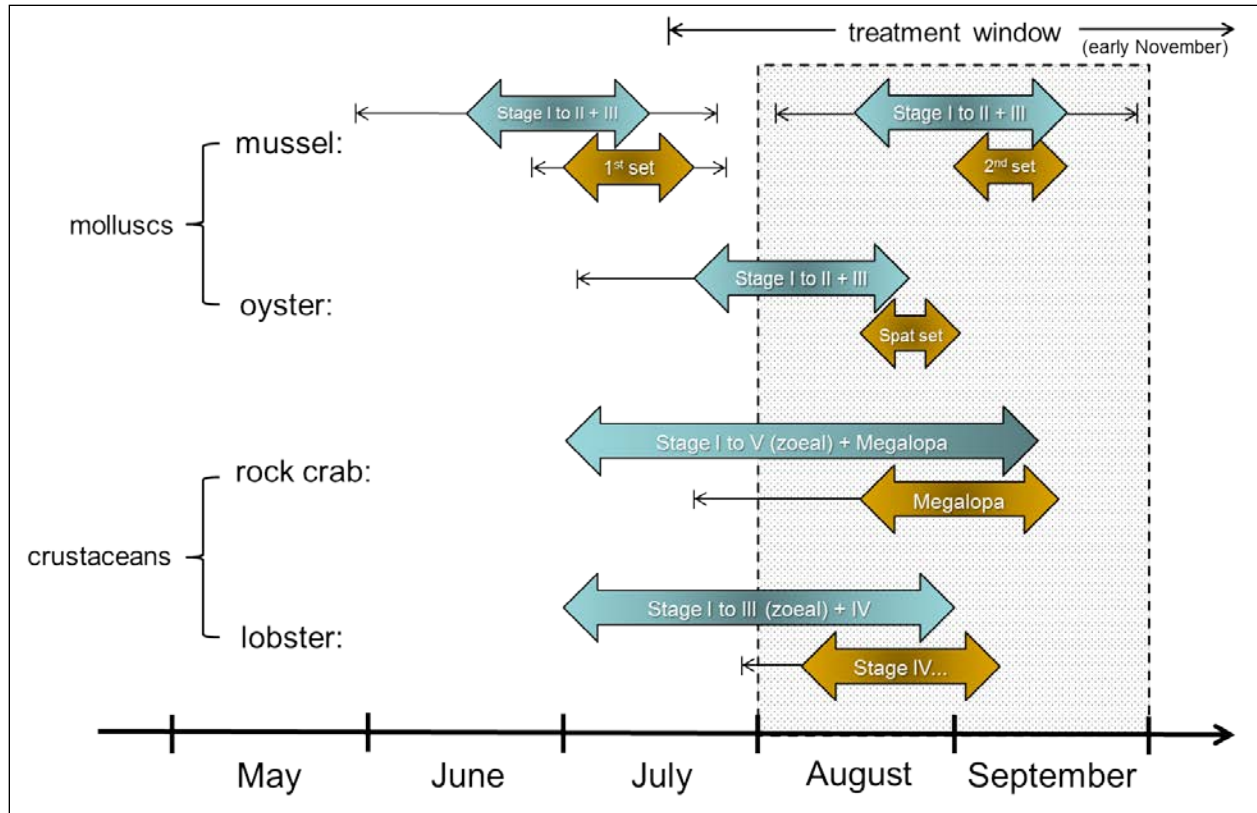 treatment window
(early November)
Stage I to II + III
Stage I to II + III
mussel:
1st set
2nd set
molluscs
Stage I to II + III
oyster:
Spat set
Stage I to V (zoeal) + Megalopa
rock crab:
Megalopa
crustaceans
Stage I to III (zoeal) + IV
lobster:
Stage IV...
May
June
July
August
September